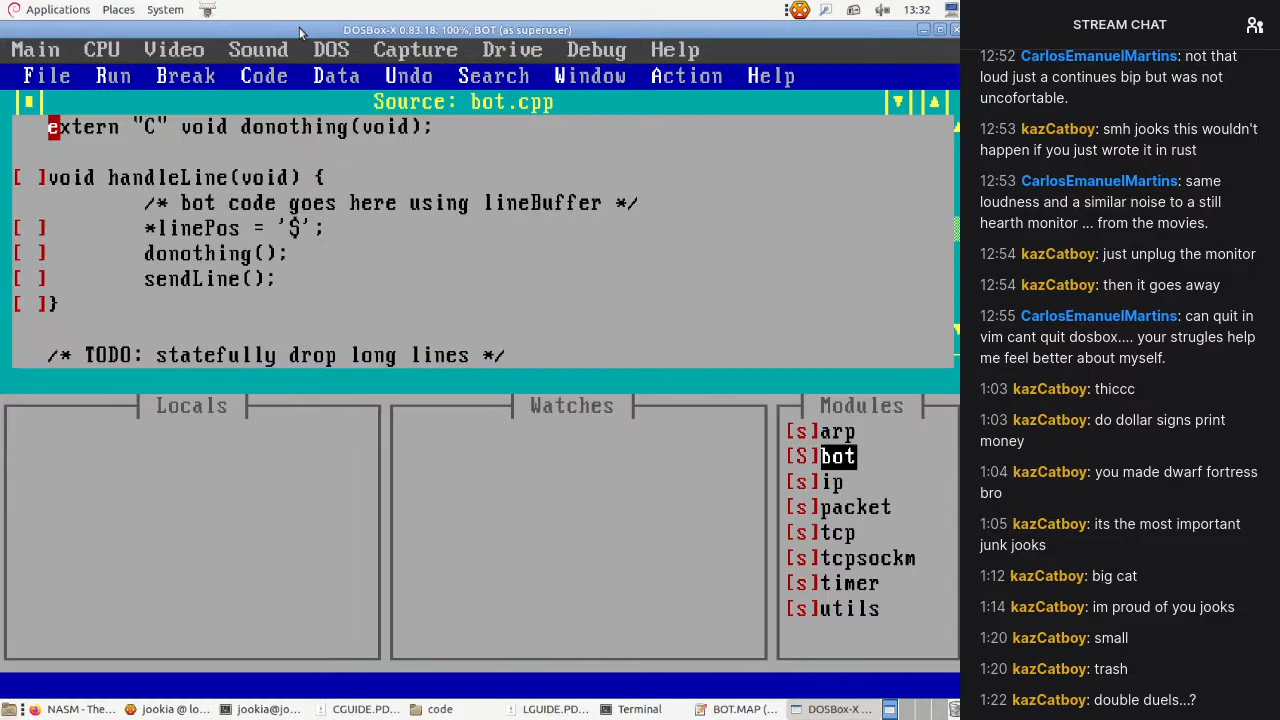 Applications Places System 13:32
DOSBox-X 0.83.18: 100%, BOT (as superuser)
Main CPU Video Sound DOS Capture Drive Debug Help
File Run Break Code Data Undo Search Window Action Help
Source: bot.cpp
extern "C" void donothing(void);
[ ]void handleLine(void) {
/* bot code goes here using lineBuffer */
[ ] *linePos = '$';
[ ] donothing();
[ ] sendLine();
[ ]}
/* TODO: statefully drop long lines */
Locals
Watches
Modules
[s]arp
[S]bot
[s]ip
[s]packet
[s]tcp
[s]tcpsockm
[s]timer
[s]utils
NASM - The... jookia @ lo... jookia@jo... CGUIDE.PD... code LGUIDE.PD... Terminal BOT.MAP (... DOSBox-X ...
STREAM CHAT
12:52 CarlosEmanuelMartins: not that
loud just a continues bip but was not
uncofortable.
12:53 kazCatboy: smh jooks this wouldn't
happen if you just wrote it in rust
12:53 CarlosEmanuelMartins: same
loudness and a similar noise to a still
hearth monitor ... from the movies.
12:54 kazCatboy: just unplug the monitor
12:54 kazCatboy: then it goes away
12:55 CarlosEmanuelMartins: can quit in
vim cant quit dosbox.... your strugles help
me feel better about myself.
1:03 kazCatboy: thiccc
1:03 kazCatboy: do dollar signs print
money
1:04 kazCatboy: you made dwarf fortress
bro
1:05 kazCatboy: its the most important
junk jooks
1:12 kazCatboy: big cat
1:14 kazCatboy: im proud of you jooks
1:20 kazCatboy: small
1:20 kazCatboy: trash
1:22 kazCatboy: double duels...?